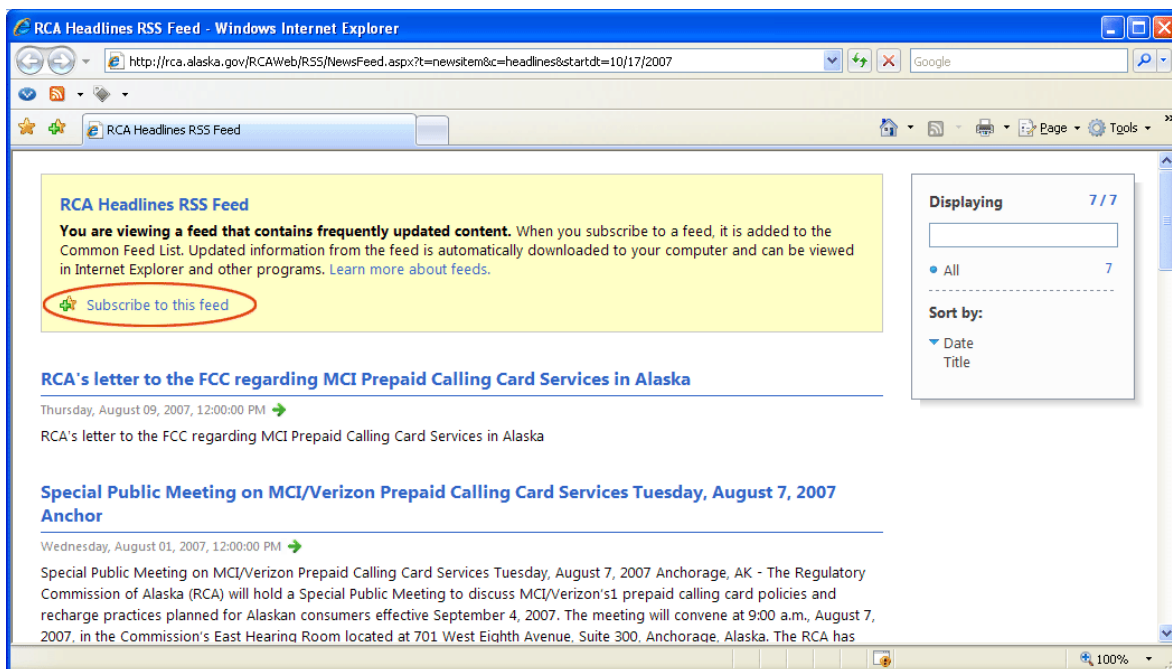 RCA Headlines RSS Feed - Windows Internet Explorer
http://rca.alaska.gov/RCAWeb/RSS/NewsFeed.aspx?t=newsitem&c=headlines&startdt=10/17/2007
Google
RCA Headlines RSS Feed
Page
Tools
RCA Headlines RSS Feed
You are viewing a feed that contains frequently updated content. When you subscribe to a feed, it is added to the
Common Feed List. Updated information from the feed is automatically downloaded to your computer and can be viewed
in Internet Explorer and other programs. Learn more about feeds.
Subscribe to this feed
Displaying 7 / 7
All 7
Sort by:
Date
Title
RCA's letter to the FCC regarding MCI Prepaid Calling Card Services in Alaska
Thursday, August 09, 2007, 12:00:00 PM
RCA's letter to the FCC regarding MCI Prepaid Calling Card Services in Alaska
Special Public Meeting on MCI/Verizon Prepaid Calling Card Services Tuesday, August 7, 2007
Anchor
Wednesday, August 01, 2007, 12:00:00 PM
Special Public Meeting on MCI/Verizon Prepaid Calling Card Services Tuesday, August 7, 2007 Anchorage, AK - The Regulatory
Commission of Alaska (RCA) will hold a Special Public Meeting to discuss MCI/Verizon's1 prepaid calling card policies and
recharge practices planned for Alaskan consumers effective September 4, 2007. The meeting will convene at 9:00 a.m., August 7,
2007, in the Commission's East Hearing Room located at 701 West Eighth Avenue, Suite 300, Anchorage, Alaska. The RCA has
100%